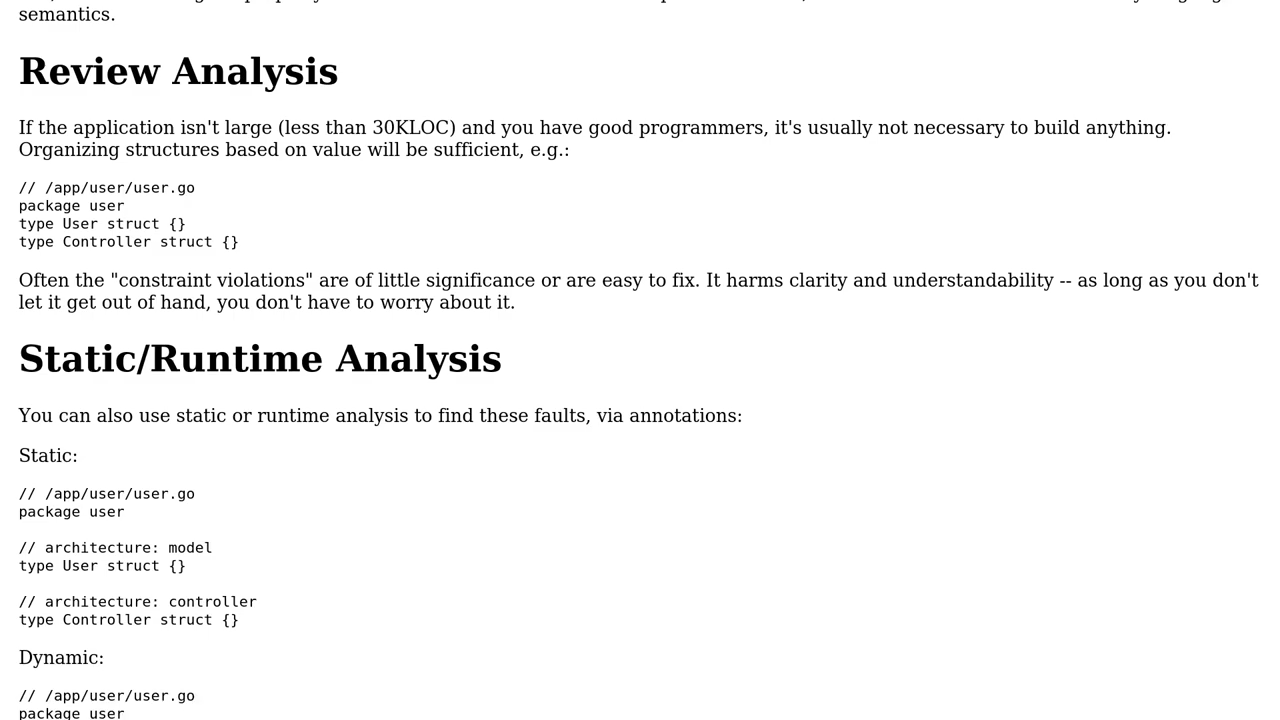 semantics.
Review Analysis
If the application isn't large (less than 30KLOC) and you have good programmers, it's usually not necessary to build anything.
Organizing structures based on value will be sufficient, e.g.:
// /app/user/user.go
package user
type User struct {}
type Controller struct {}
Often the "constraint violations" are of little significance or are easy to fix. It harms clarity and understandability -- as long as you don't
let it get out of hand, you don't have to worry about it.
Static/Runtime Analysis
You can also use static or runtime analysis to find these faults, via annotations:
Static:
// /app/user/user.go
package user
// architecture: model
type User struct {}
// architecture: controller
type Controller struct {}
Dynamic:
// /app/user/user.go
package user